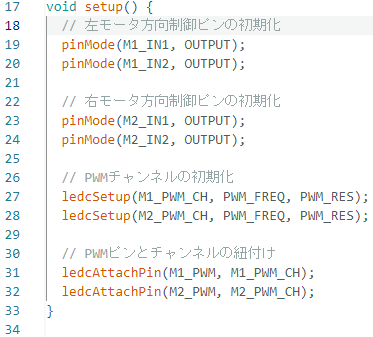 17 void setup() {
18 // 左モータ方向制御ピンの初期化
19 pinMode(M1_IN1, OUTPUT);
20 pinMode(M1_IN2, OUTPUT);
21
22 // 右モータ方向制御ピンの初期化
23 pinMode(M2_IN1, OUTPUT);
24 pinMode(M2_IN2, OUTPUT);
25
26 // PWMチャンネルの初期化
27 ledcSetup(M1_PWM_CH, PWM_FREQ, PWM_RES);
28 ledcSetup(M2_PWM_CH, PWM_FREQ, PWM_RES);
29
30 // PWMピンとチャンネルの紐付け
31 ledcAttachPin(M1_PWM, M1_PWM_CH);
32 ledcAttachPin(M2_PWM, M2_PWM_CH);
33 }
34